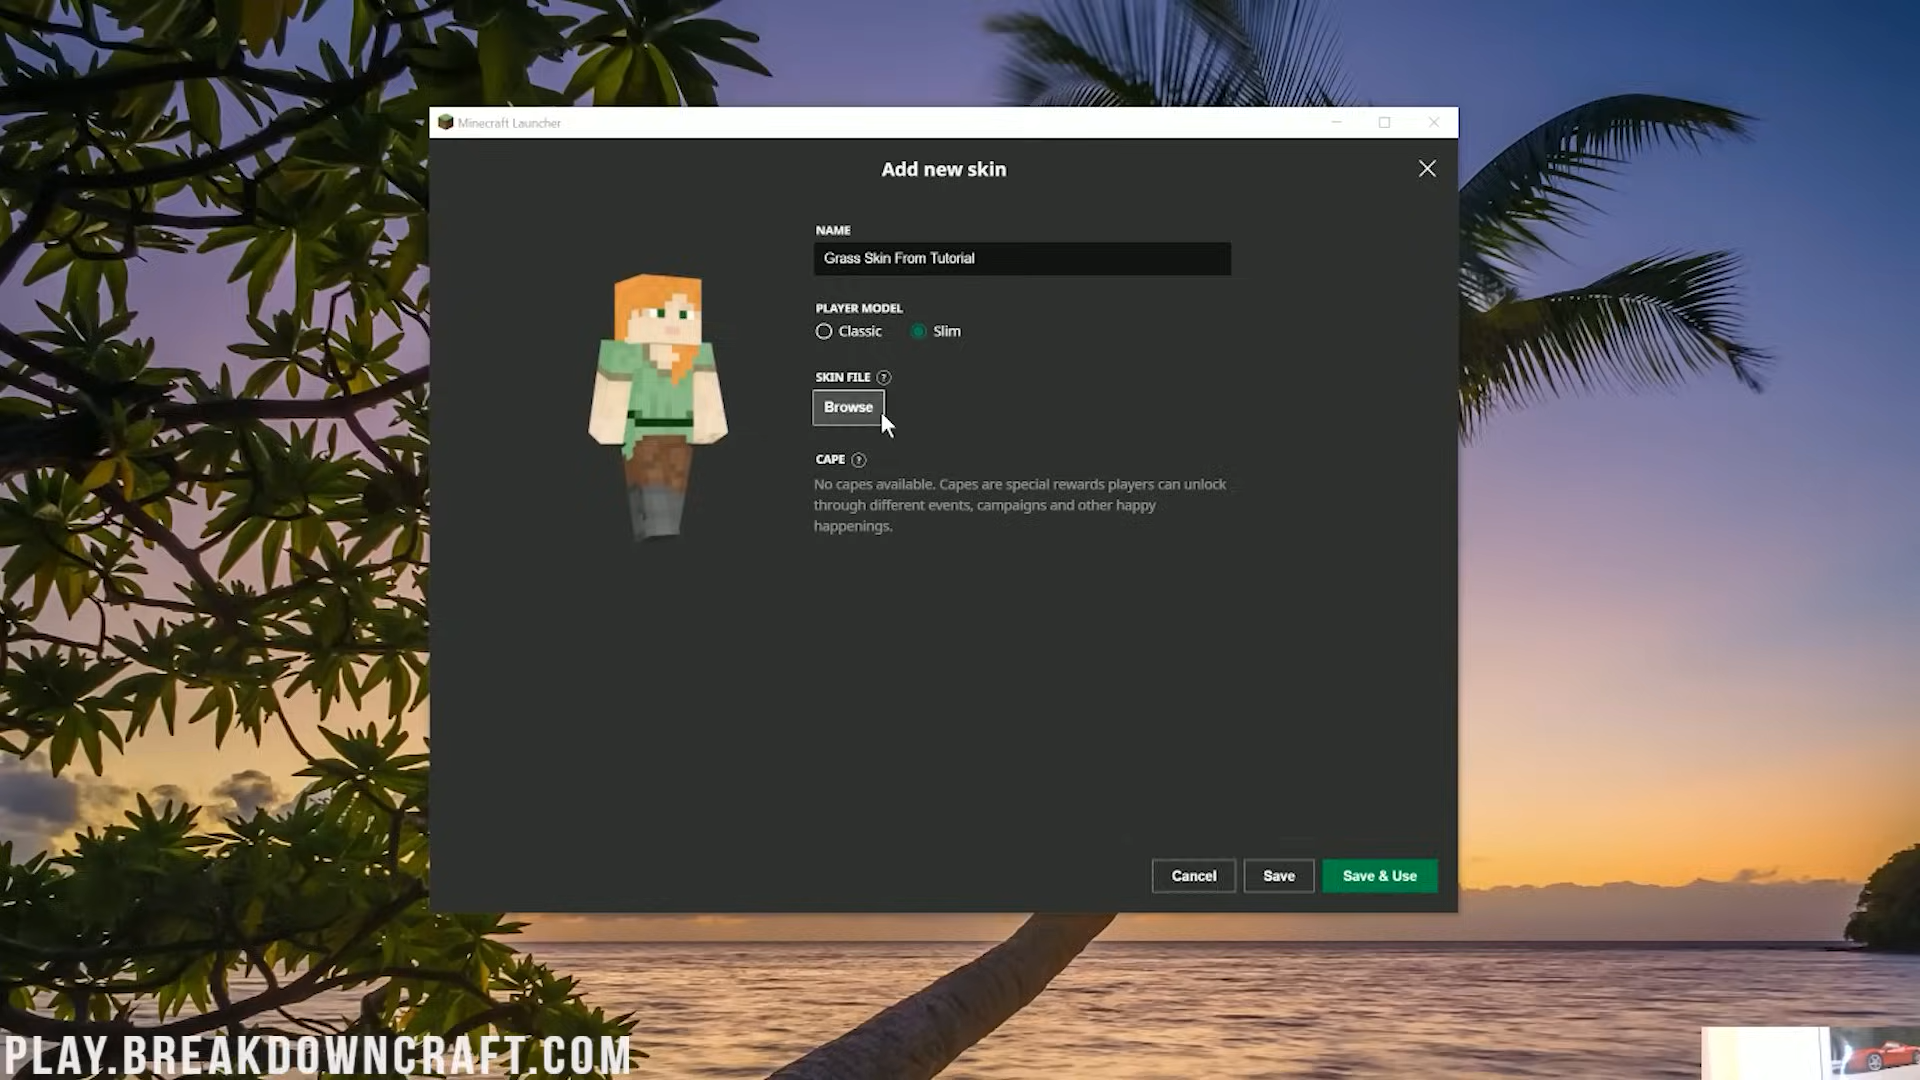 Minecraft Launcher
Add new skin
NAME
Grass Skin From Tutorial
PLAYER MODEL
Classic Slim
SKIN FILE ?
Browse
CAPE ?
No capes available. Capes are special rewards players can unlock
through different events, campaigns and other happy
happenings.
Cancel Save Save & Use
PLAY.BREAKDOWNCRAFT.COM